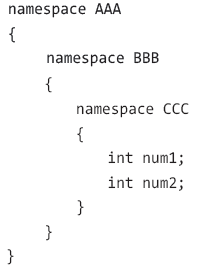 namespace AAA
{
    namespace BBB
    {
        namespace CCC
        {
            int num1;
            int num2;
        }
    }
}